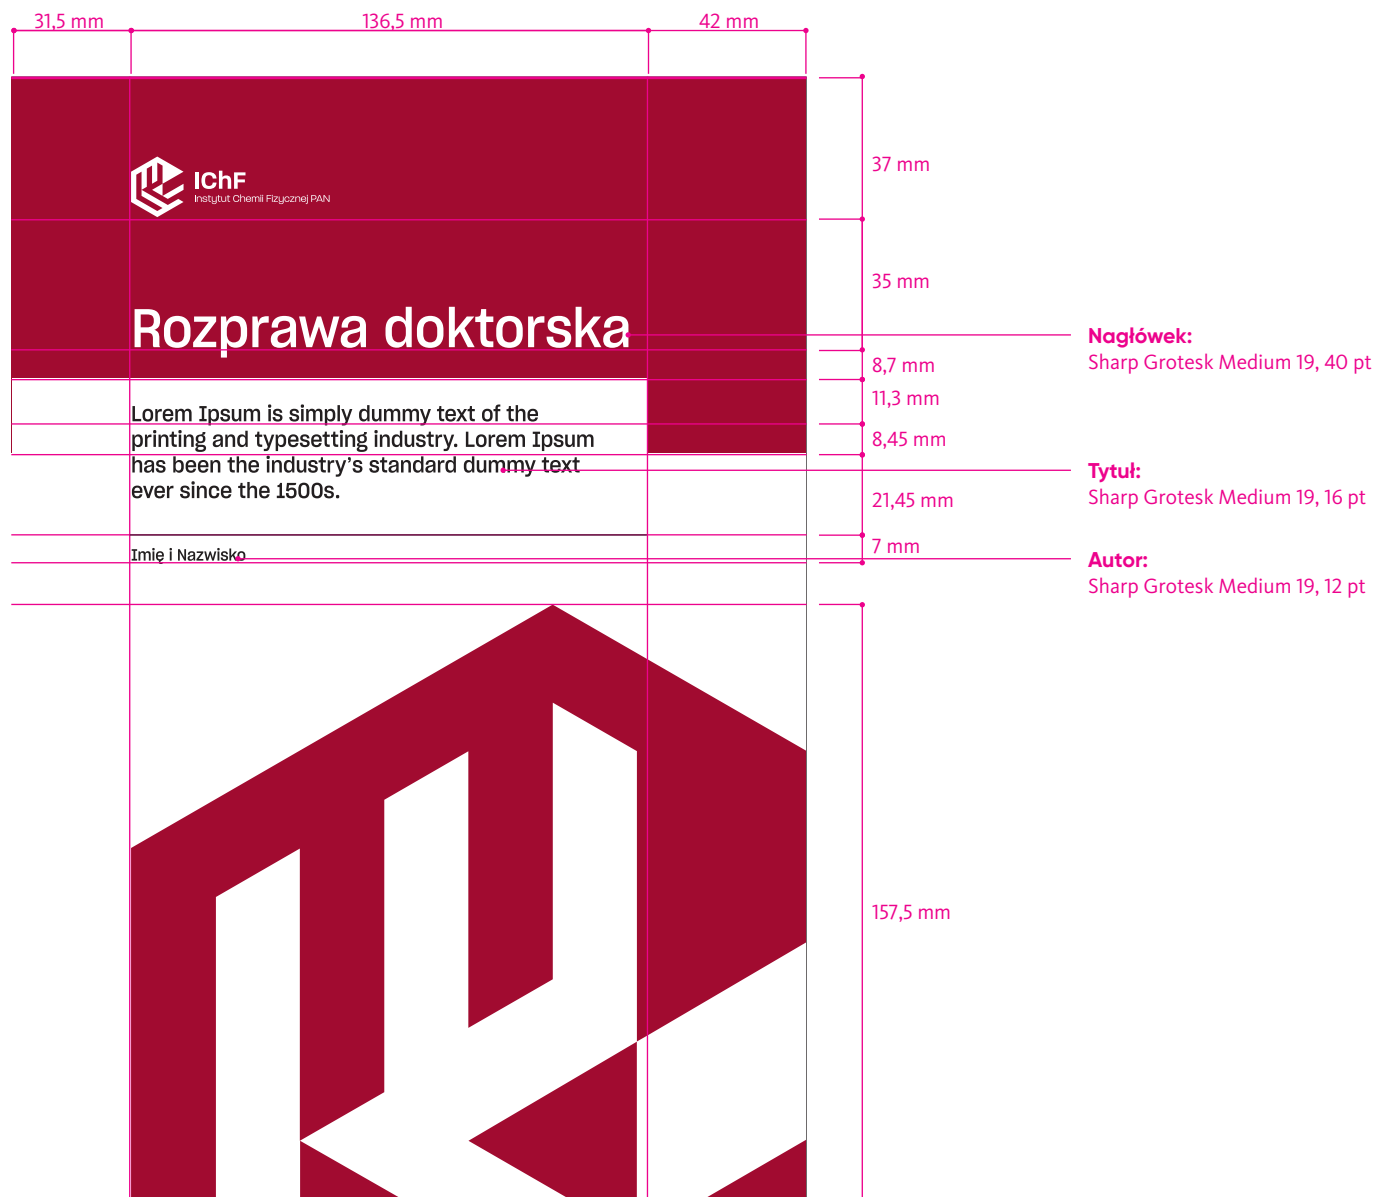 31,5 mm
136,5 mm
42 mm
37 mm
IChF
Instytut Chemii Fizycznej PAN
35 mm
Rozprawa doktorska
Nagłówek:
Sharp Grotesk Medium 19, 40 pt
8,7 mm
11,3 mm
Lorem Ipsum is simply dummy text of the
printing and typesetting industry. Lorem Ipsum
has been the industry’s standard dummy text
ever since the 1500s.
8,45 mm
Tytuł:
Sharp Grotesk Medium 19, 16 pt
21,45 mm
7 mm
Imię i Nazwisko
Autor:
Sharp Grotesk Medium 19, 12 pt
157,5 mm